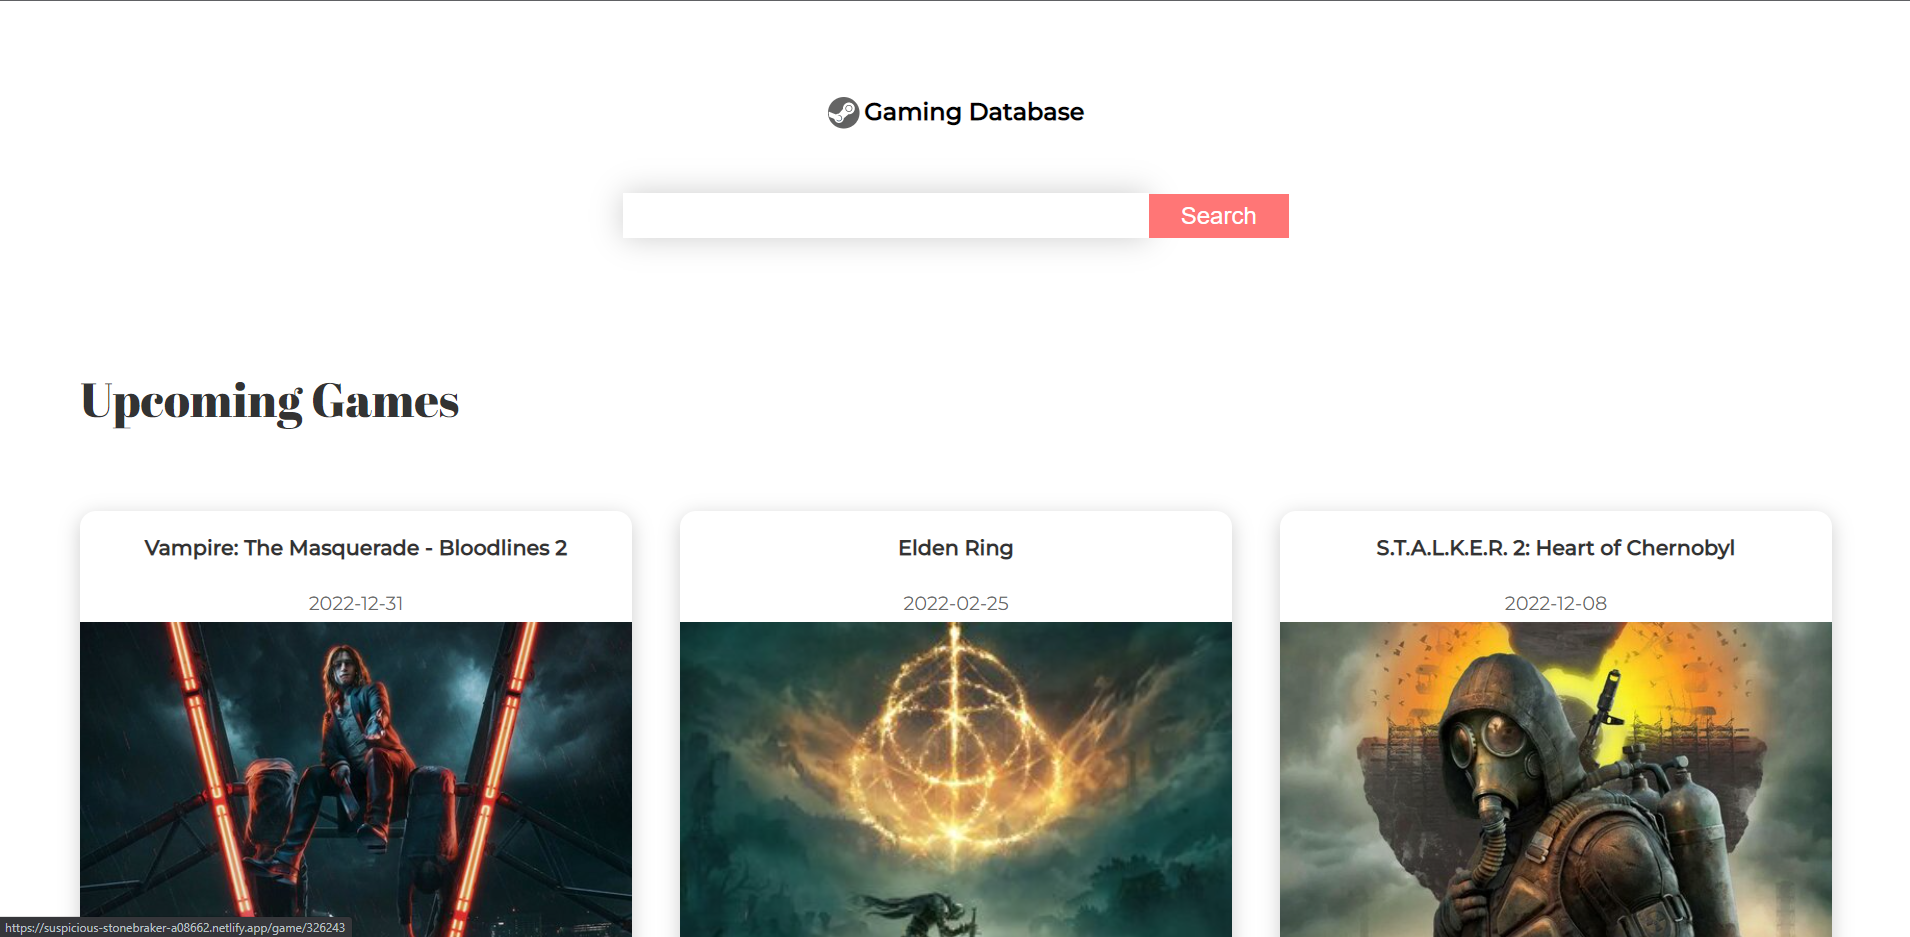 Gaming Database
Search
Upcoming Games
Vampire: The Masquerade - Bloodlines 2
2022-12-31
Elden Ring
2022-02-25
S.T.A.L.K.E.R. 2: Heart of Chernobyl
2022-12-08
https://suspicious-stonebraker-a08662.netlify.app/game/326243